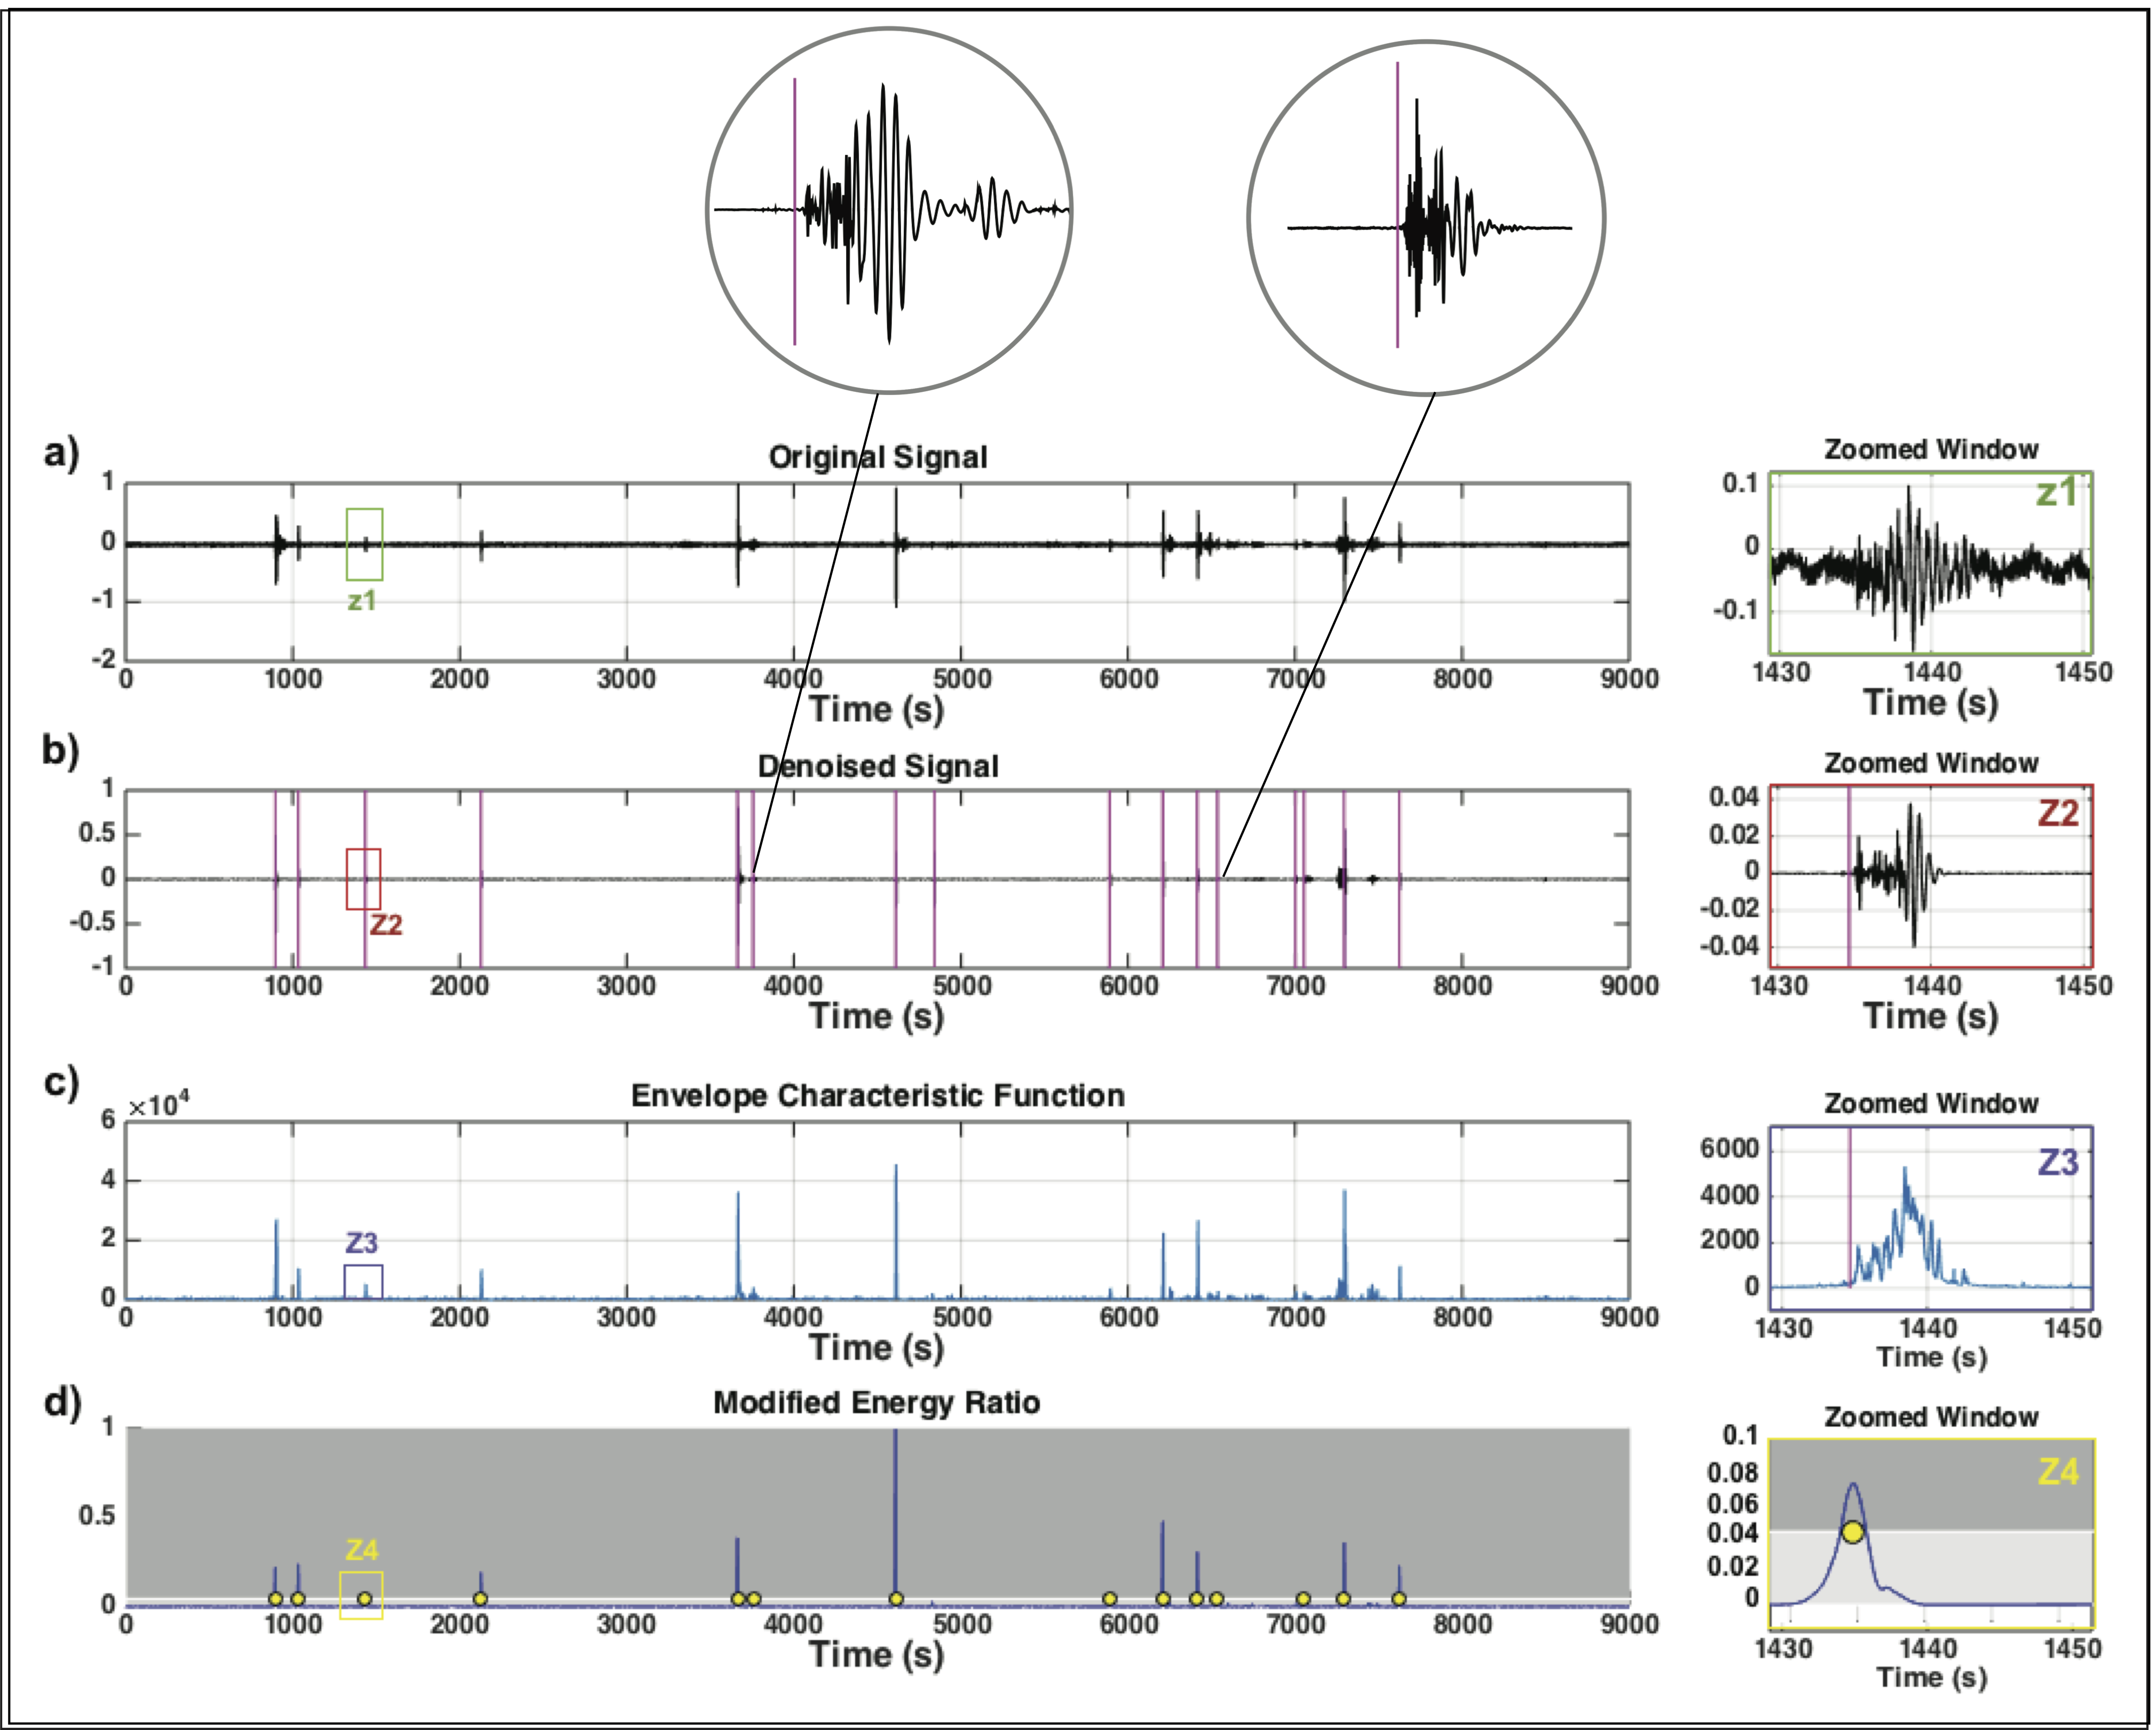 a)
Original Signal
1
0
-1
-2
z1
0 1000 2000 3000 4000 5000 6000 7000 8000 9000
Time (s)
Zoomed Window
z1
0.1
0
-0.1
1430 1440 1450
Time (s)
b)
Denoised Signal
1
0.5
0
-0.5
-1
Z2
0 1000 2000 3000 4000 5000 6000 7000 8000 9000
Time (s)
Zoomed Window
Z2
0.04
0.02
0
-0.02
-0.04
1430 1440 1450
Time (s)
c)
Envelope Characteristic Function
×10⁴
6
4
2
0
Z3
0 1000 2000 3000 4000 5000 6000 7000 8000 9000
Time (s)
Zoomed Window
Z3
6000
4000
2000
0
1430 1440 1450
Time (s)
d)
Modified Energy Ratio
1
0.5
0
Z4
0 1000 2000 3000 4000 5000 6000 7000 8000 9000
Time (s)
Zoomed Window
Z4
0.1
0.08
0.06
0.04
0.02
0
1430 1440 1450
Time (s)